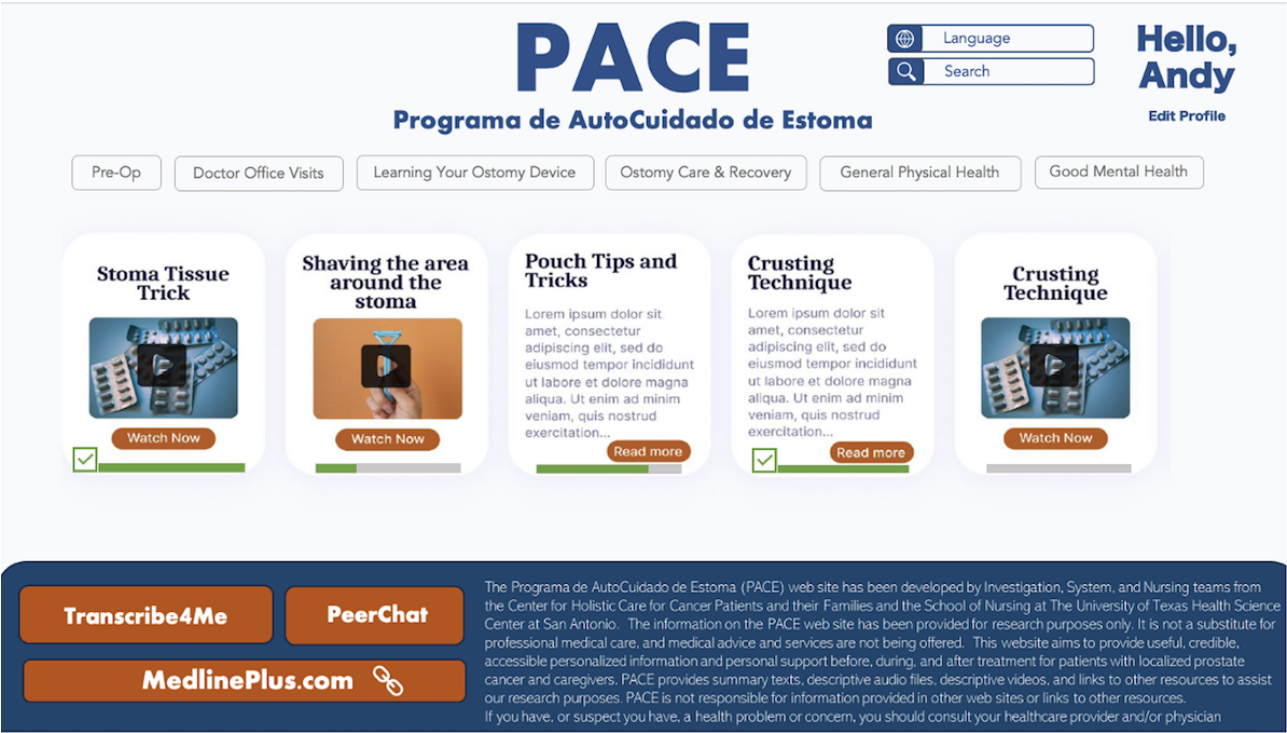 PACE
Programa de AutoCuidado de Estoma
Language
Search
Hello,
Andy
Edit Profile
Pre-Op
Doctor Office Visits
Learning Your Ostomy Device
Ostomy Care & Recovery
General Physical Health
Good Mental Health
Stoma Tissue
Trick
Watch Now
Shaving the area
around the
stoma
Watch Now
Pouch Tips and
Tricks
Lorem ipsum dolor sit
amet, consectetur
adipiscing elit, sed do
eiusmod tempor incididunt
ut labore et dolore magna
aliqua. Ut enim ad minim
veniam, quis nostrud
exercitation...
Read more
Crusting
Technique
Lorem ipsum dolor sit
amet, consectetur
adipiscing elit, sed do
eiusmod tempor incididunt
ut labore et dolore magna
aliqua. Ut enim ad minim
veniam, quis nostrud
exercitation...
Read more
Crusting
Technique
Watch Now
Transcribe4Me
PeerChat
MedlinePlus.com
The Programa de AutoCuidado de Estoma (PACE) web site has been developed by Investigation, System, and Nursing teams from
the Center for Holistic Care for Cancer Patients and their Families and the School of Nursing at The University of Texas Health Science
Center at San Antonio. The information on the PACE web site has been provided for research purposes only. It is not a substitute for
professional medical care, and medical advice and services are not being offered. This website aims to provide useful, credible,
accessible personalized information and personal support before, during, and after treatment for patients with localized prostate
cancer and caregivers. PACE provides summary texts, descriptive audio files, descriptive videos, and links to other resources to assist
our research purposes. PACE is not responsible for information provided in other web sites or links to other resources.
If you have, or suspect you have, a health problem or concern, you should consult your healthcare provider and/or physician